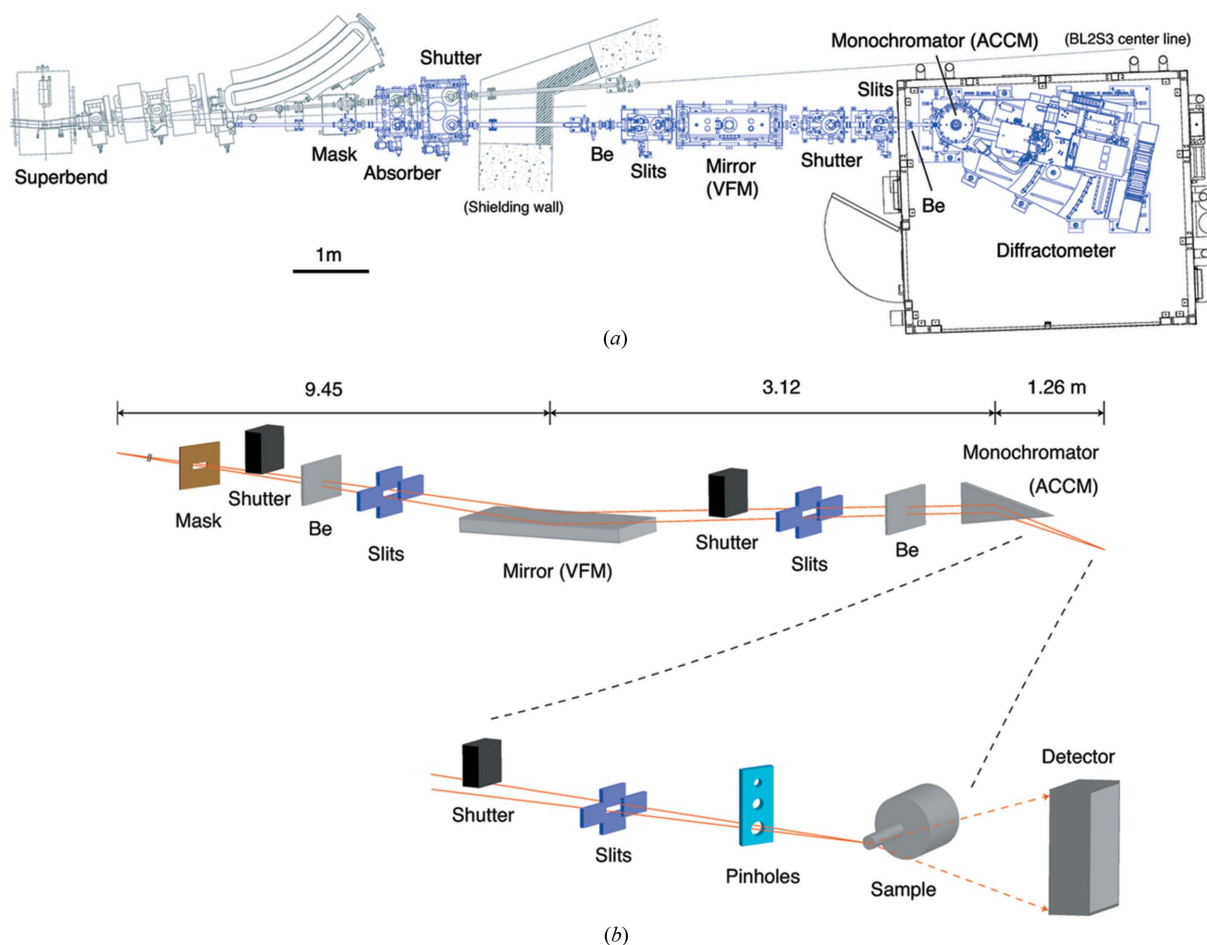 (a)
Shutter
Monochromator (ACCM)
(BL2S3 center line)
Slits
Superbend
Mask
Absorber
(Shielding wall)
Be
Slits
Mirror
(VFM)
Shutter
Be
Diffractometer
1m
(a)
9.45
3.12
1.26 m
Monochromator
(ACCM)
Mask
Shutter
Be
Slits
Mirror (VFM)
Shutter
Slits
Be
Shutter
Slits
Pinholes
Sample
Detector
(b)